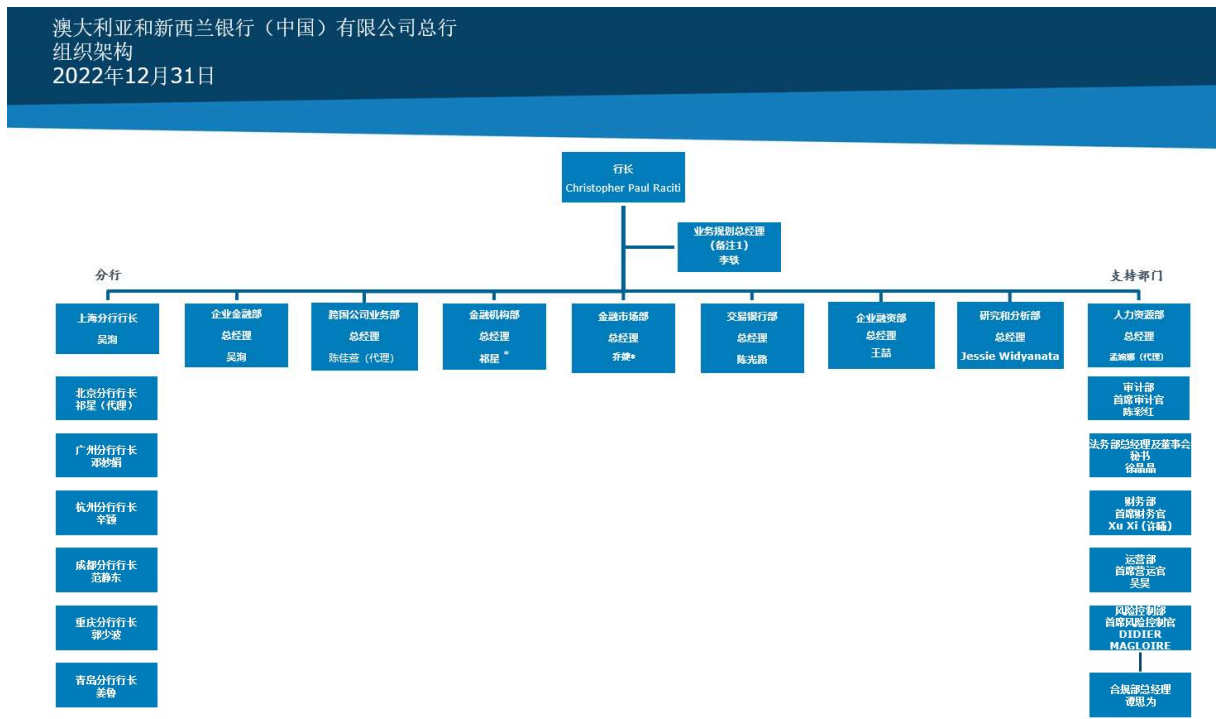 澳大利亚和新西兰银行（中国）有限公司总行
组织架构
2022年12月31日
行长
Christopher Paul Raciti
业务规划总经理
（备注1）
李轶
分行
支持部门
上海分行行长
吴洵
企业金融部
总经理
吴洵
跨国公司业务部
总经理
陈佳萱（代理）
金融机构部
总经理
祁星 *
金融市场部
总经理
乔健*
交易银行部
总经理
陈光路
企业融资部
总经理
王喆
研究和分析部
总经理
Jessie Widyanata
人力资源部
总经理
孟婉娜（代理）
北京分行行长
祁星（代理）
广州分行行长
邓妙娟
杭州分行行长
辛颖
成都分行行长
范静东
重庆分行行长
郭少波
青岛分行行长
姜鲁
审计部
首席审计官
陈彩红
法务部总经理及董事会
秘书
徐晶晶
财务部
首席财务官
Xu Xi (许曦)
运营部
首席营运官
吴昊
风险控制部
首席风险控制官
DIDIER
MAGLOIRE
合规部总经理
谭思为